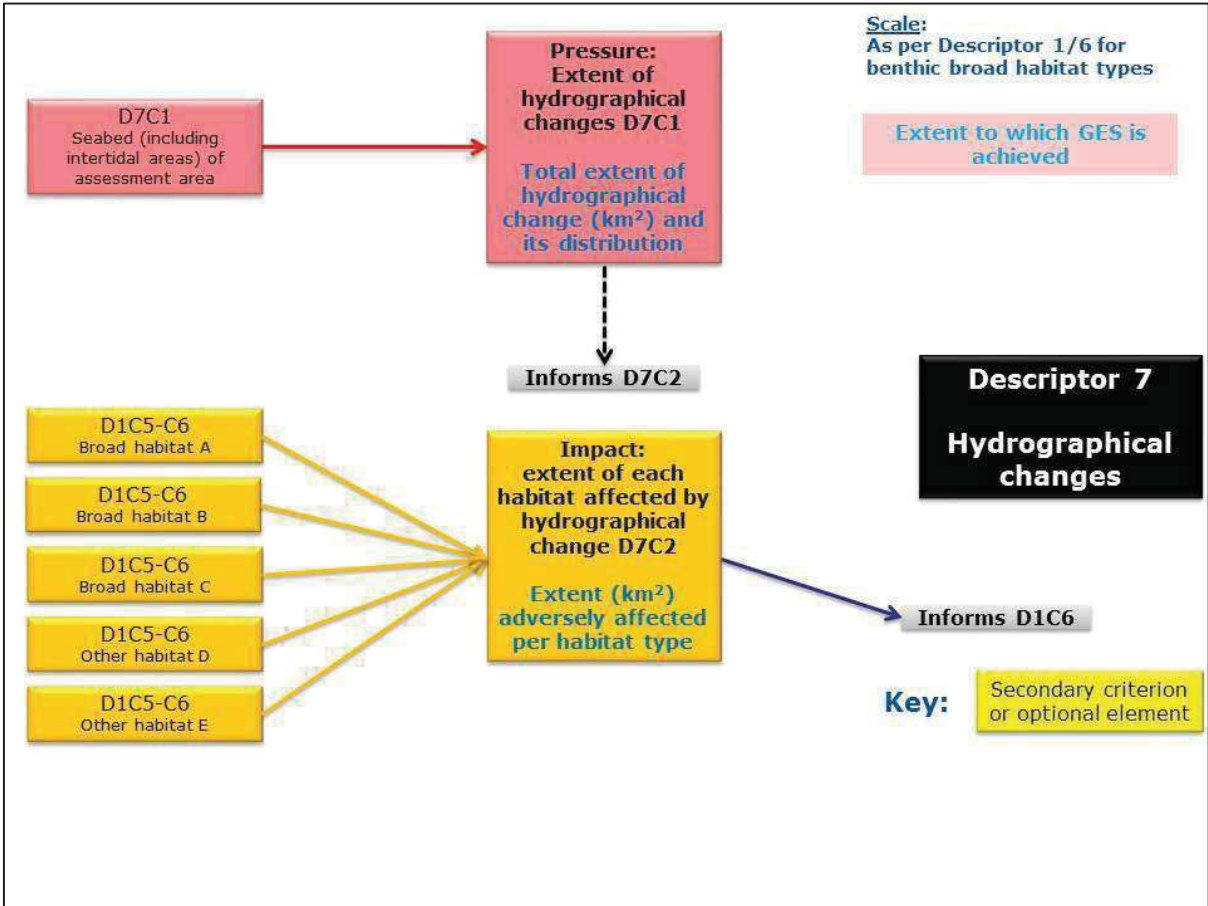 Pressure:
Extent of
hydrographical
changes D7C1
Total extent of
hydrographical
change (km²) and
its distribution
Scale:
As per Descriptor 1/6 for
benthic broad habitat types
D7C1
Seabed (including
intertidal areas) of
assessment area
Extent to which GES is
achieved
Informs D7C2
Descriptor 7
Hydrographical
changes
D1C5-C6
Broad habitat A
D1C5-C6
Broad habitat B
D1C5-C6
Broad habitat C
D1C5-C6
Other habitat D
D1C5-C6
Other habitat E
Impact:
extent of each
habitat affected by
hydrographical
change D7C2
Extent (km²)
adversely affected
per habitat type
Informs D1C6
Key:
Secondary criterion
or optional element